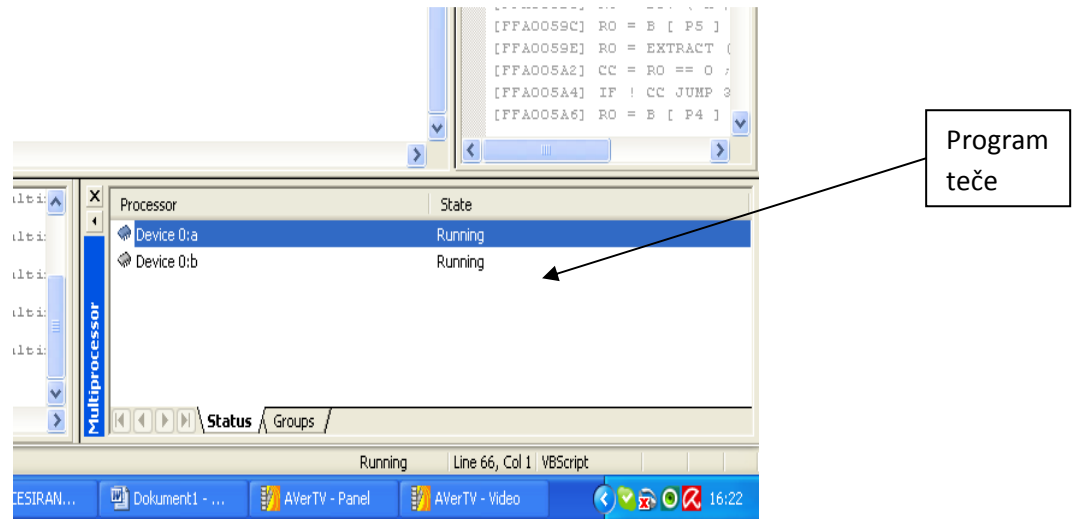 [FFA0059C] R0 = B [ P5 ]
[FFA0059E] R0 = EXTRACT (
[FFA005A2] CC = R0 == 0 ;
[FFA005A4] IF ! CC JUMP 3
[FFA005A6] R0 = B [ P4 ]
Program
teče
Processor State
Device 0:a Running
Device 0:b Running
Multiprocessor
Status Groups
Running Line 66, Col 1 VBScript
Dokument1 - ... AVerTV - Panel AVerTV - Video 16:22